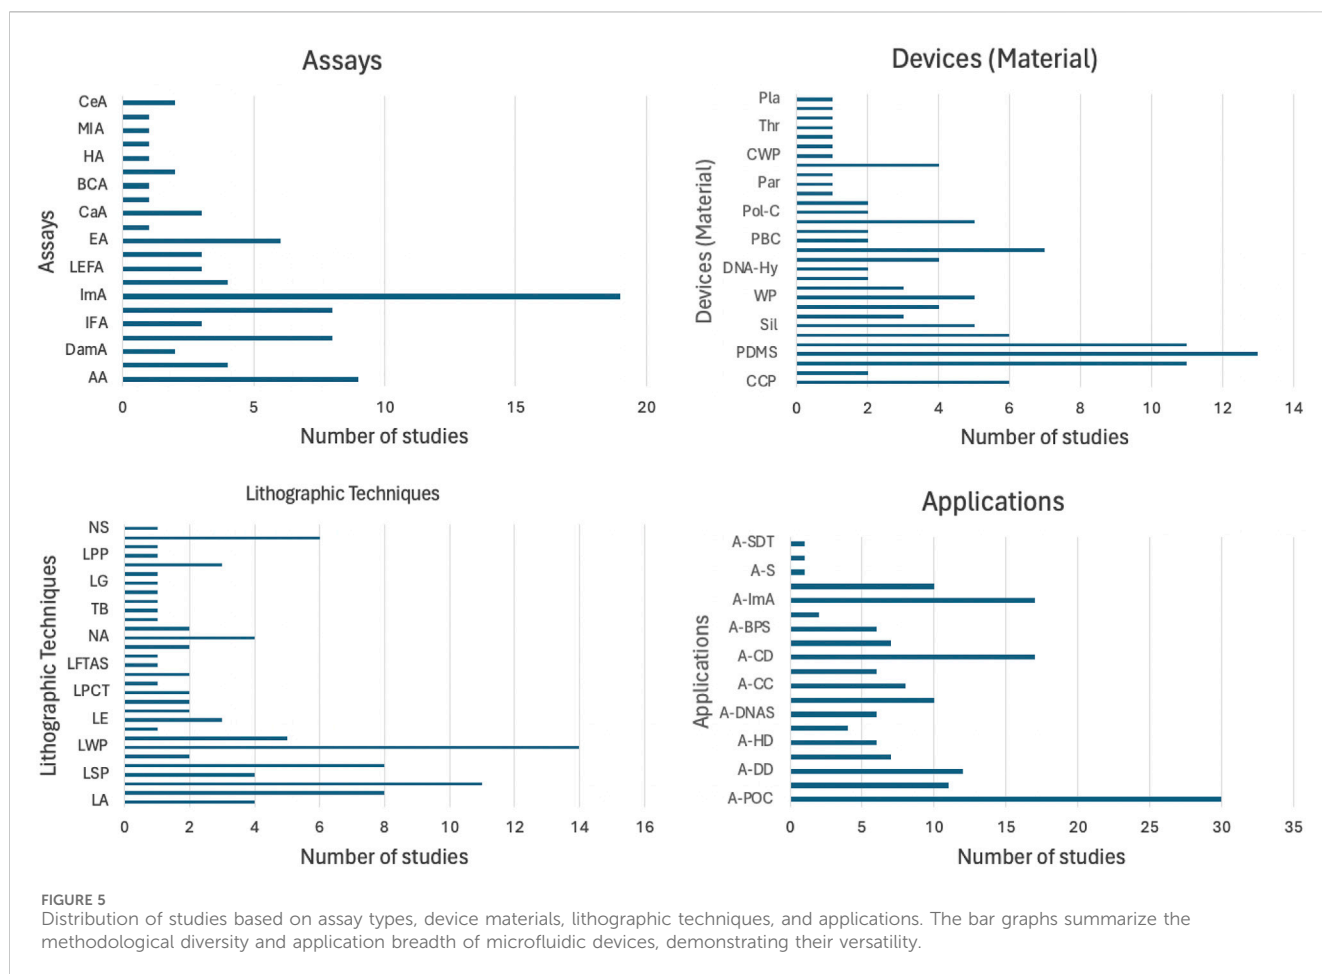 Assays
Assays
CeA
MIA
HA
BCA
CaA
EA
LEFA
ImA
IFA
DamA
AA
0 5 10 15 20
Number of studies
Devices (Material)
Devices (Material)
Pla
Thr
CWP
Par
Pol-C
PBC
DNA-Hy
WP
Sil
PDMS
CCP
0 2 4 6 8 10 12 14
Number of studies
Lithographic Techniques
Lithographic Techniques
NS
LPP
LG
TB
NA
LFTAS
LPCT
LE
LWP
LSP
LA
0 2 4 6 8 10 12 14 16
Number of studies
Applications
Applications
A-SDT
A-S
A-ImA
A-BPS
A-CD
A-CC
A-DNAS
A-HD
A-DD
A-POC
0 5 10 15 20 25 30 35
Number of studies
FIGURE 5
Distribution of studies based on assay types, device materials, lithographic techniques, and applications. The bar graphs summarize the
methodological diversity and application breadth of microfluidic devices, demonstrating their versatility.